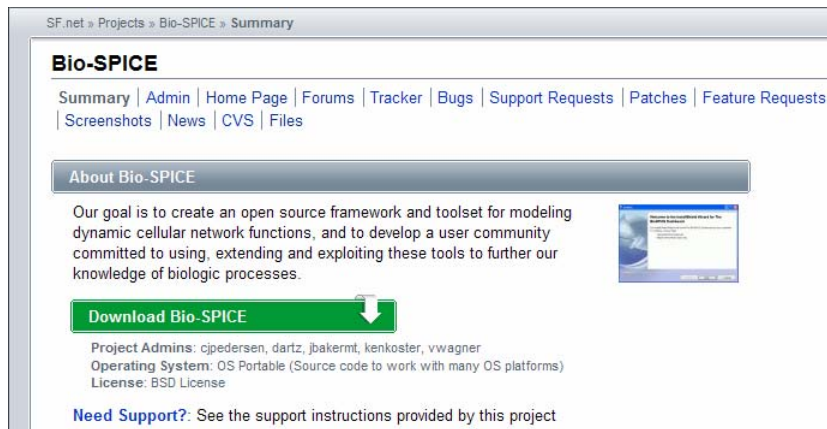 SF.net » Projects » Bio-SPICE » Summary
Bio-SPICE
Summary | Admin | Home Page | Forums | Tracker | Bugs | Support Requests | Patches | Feature Requests
| Screenshots | News | CVS | Files
About Bio-SPICE
Our goal is to create an open source framework and toolset for modeling
dynamic cellular network functions, and to develop a user community
committed to using, extending and exploiting these tools to further our
knowledge of biologic processes.
Download Bio-SPICE
Project Admins: cjpedersen, dartz, jbakermt, kenkoster, vwagner
Operating System: OS Portable (Source code to work with many OS platforms)
License: BSD License
Need Support?: See the support instructions provided by this project